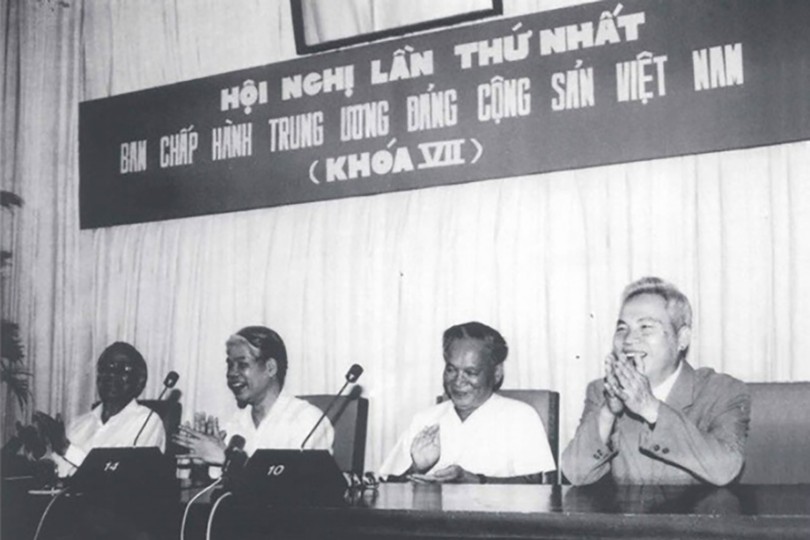 HỘI NGHỊ LẦN THỨ NHẤT
BAN CHẤP HÀNH TRUNG ƯƠNG ĐẢNG CỘNG SẢN VIỆT NAM
(KHÓA VII)
14
10